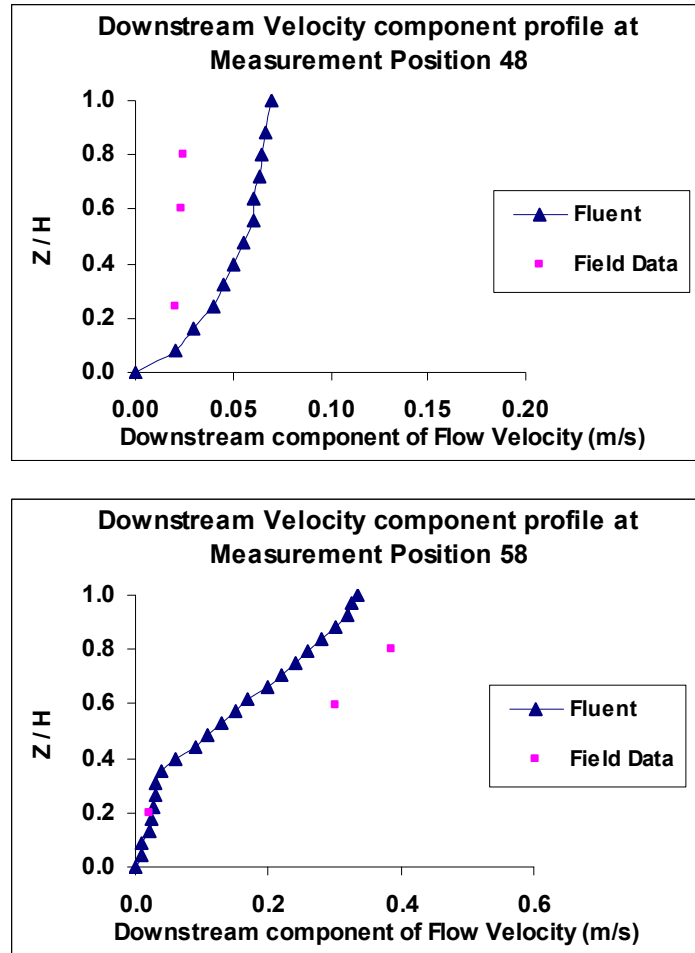 Downstream Velocity component profile at
Measurement Position 48
1.0
0.8
0.6
0.4
0.2
0.0
Z / H
0.00 0.05 0.10 0.15 0.20
Downstream component of Flow Velocity (m/s)
Fluent
Field Data
Downstream Velocity component profile at
Measurement Position 58
1.0
0.8
0.6
0.4
0.2
0.0
Z / H
0.0 0.2 0.4 0.6
Downstream component of Flow Velocity (m/s)
Fluent
Field Data